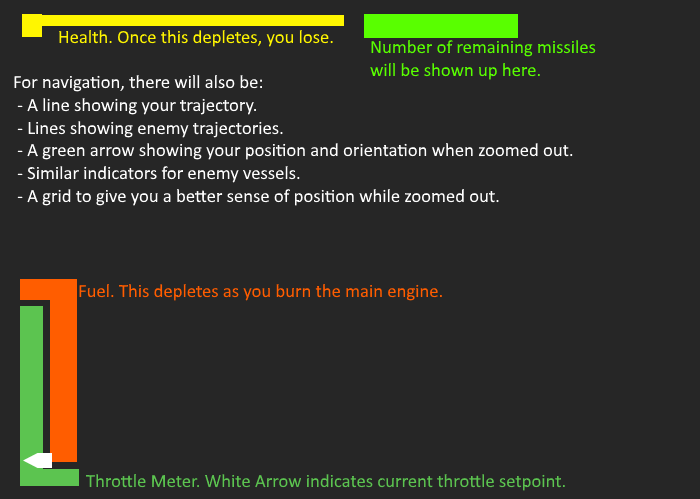 Health. Once this depletes, you lose.
Number of remaining missiles
will be shown up here.
For navigation, there will also be:
- A line showing your trajectory.
- Lines showing enemy trajectories.
- A green arrow showing your position and orientation when zoomed out.
- Similar indicators for enemy vessels.
- A grid to give you a better sense of position while zoomed out.
Fuel. This depletes as you burn the main engine.
Throttle Meter. White Arrow indicates current throttle setpoint.